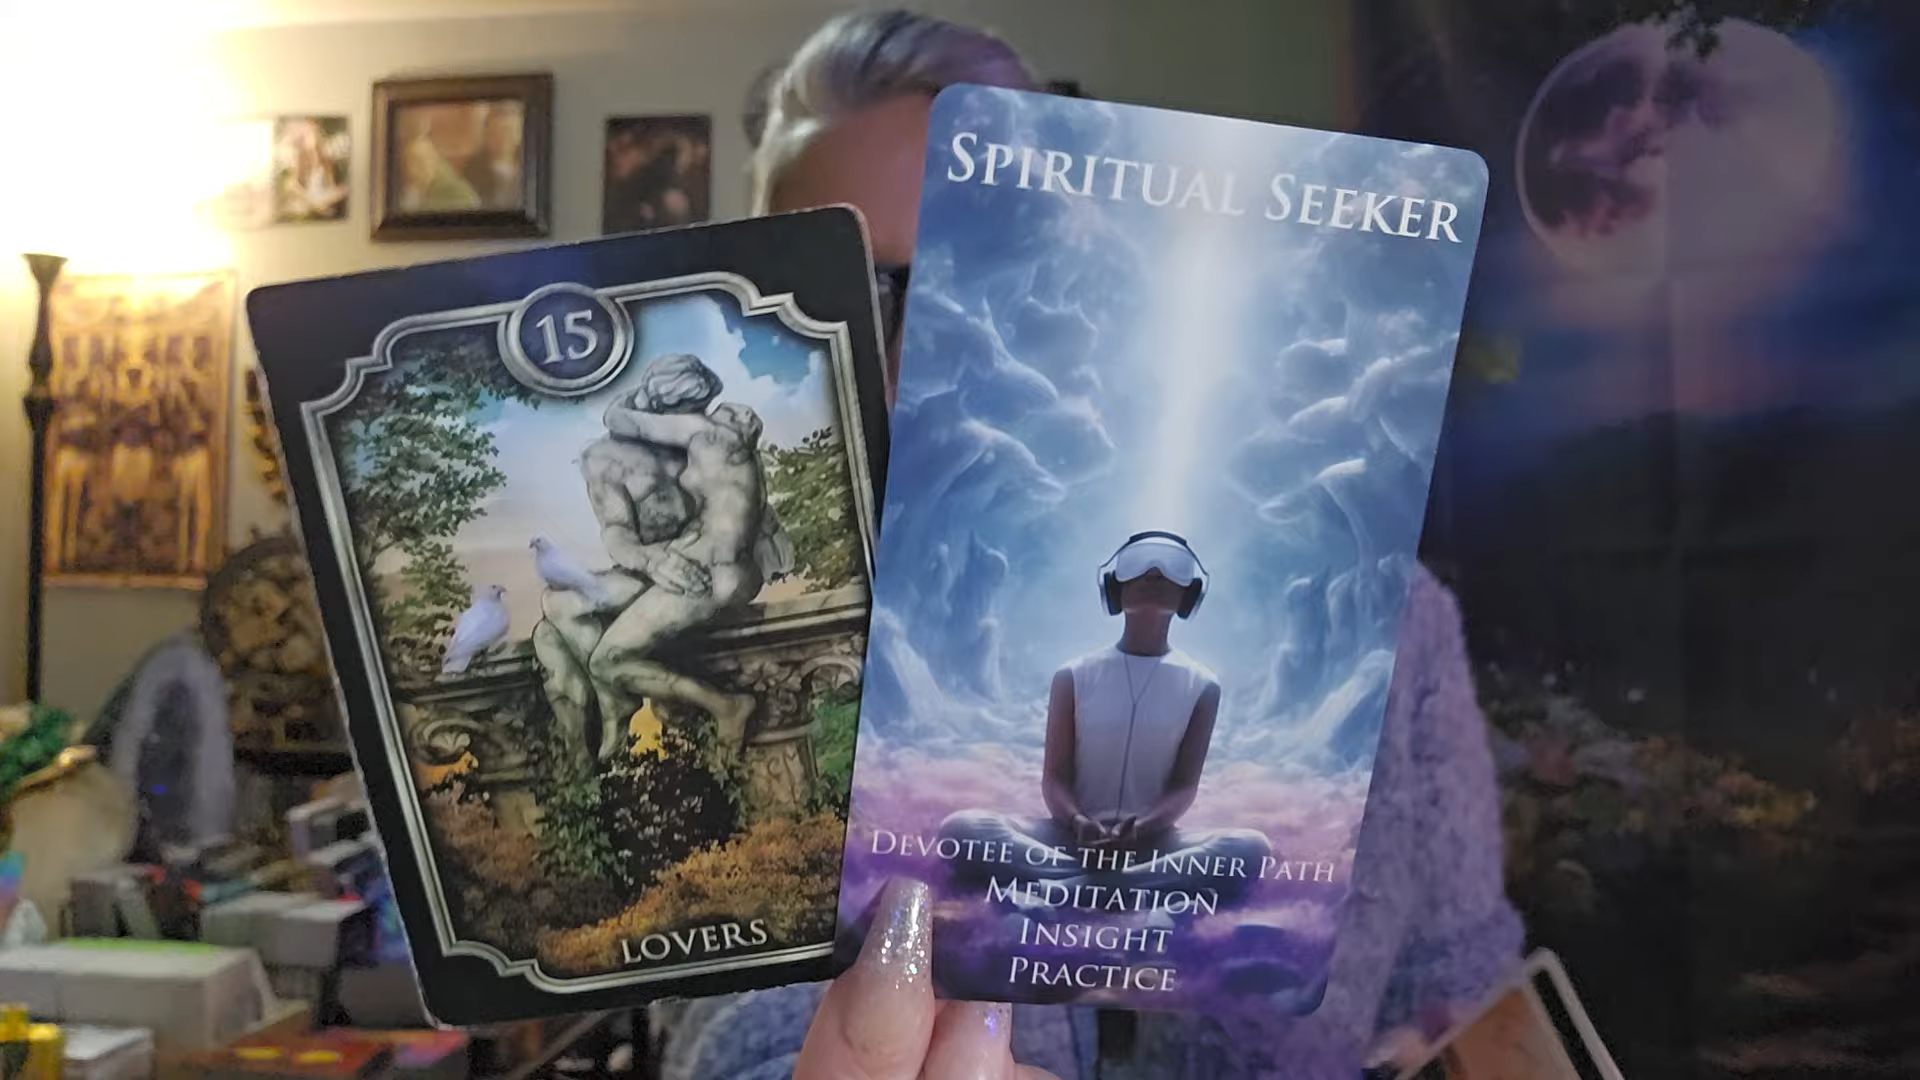 15
LOVERS
SPIRITUAL SEEKER
DEVOTEE OF THE INNER PATH
MEDITATION
INSIGHT
PRACTICE